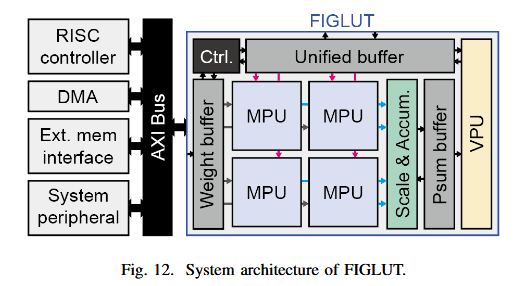 FIGLUT
RISC
controller
DMA
Ext. mem
interface
System
peripheral
AXI Bus
Ctrl.
Unified buffer
Weight buffer
MPU
MPU
MPU
MPU
Scale & Accum.
Psum buffer
VPU
Fig. 12. System architecture of FIGLUT.